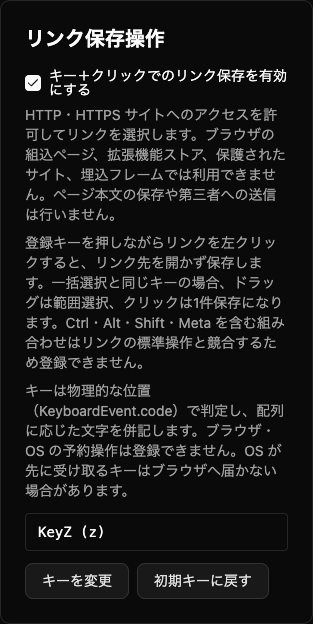 リンク保存操作
キー＋クリックでのリンク保存を有効
にする
HTTP・HTTPS サイトへのアクセスを許
可してリンクを選択します。ブラウザの
組込ページ、拡張機能ストア、保護された
サイト、埋込フレームでは利用できませ
ん。ページ本文の保存や第三者への送信
は行いません。
登録キーを押しながらリンクを左クリッ
クすると、リンク先を開かず保存しま
す。一括選択と同じキーの場合、ドラッ
グは範囲選択、クリックは1件保存になり
ます。Ctrl・Alt・Shift・Meta を含む組み
合わせはリンクの標準操作と競合するた
め登録できません。
キーは物理的な位置
（KeyboardEvent.code）で判定し、配列
に応じた文字を併記します。ブラウザ・
OS の予約操作は登録できません。OS が
先に受け取るキーはブラウザへ届かない
場合があります。
KeyZ (z)
キーを変更
初期キーに戻す